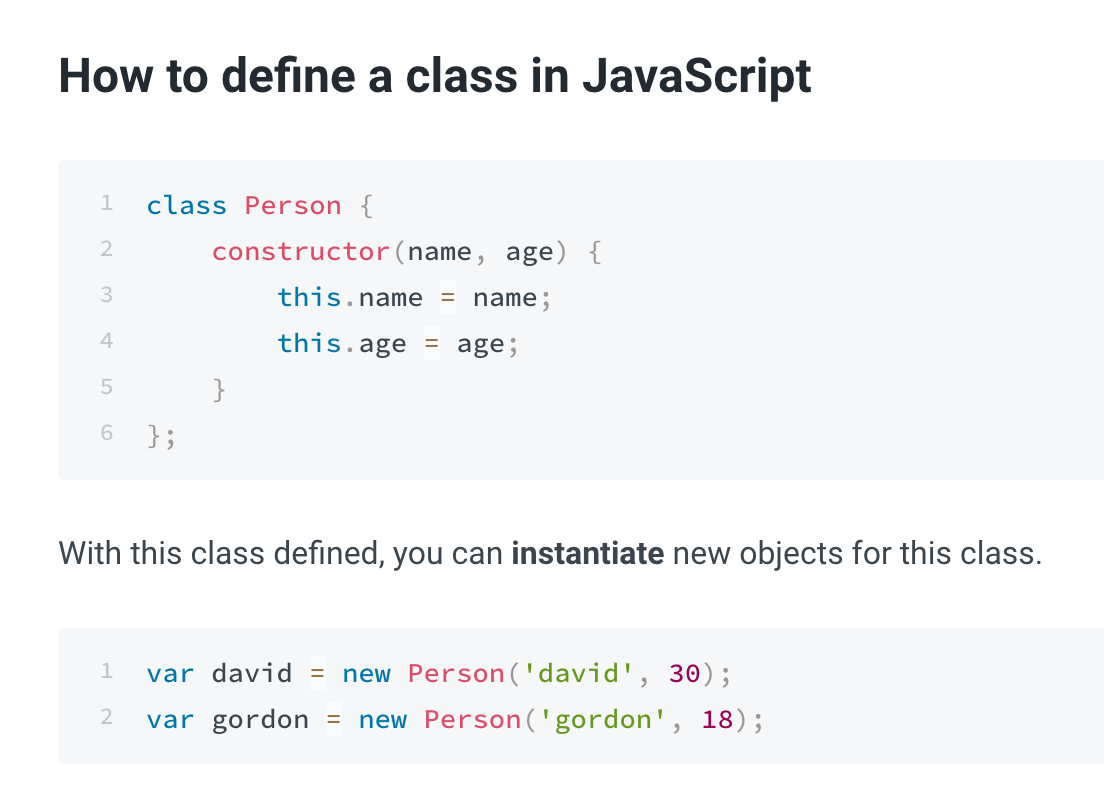 How to define a class in JavaScript
1 class Person {
2     constructor(name, age) {
3         this.name = name;
4         this.age = age;
5     }
6 };
With this class defined, you can instantiate new objects for this class.
1 var david = new Person('david', 30);
2 var gordon = new Person('gordon', 18);